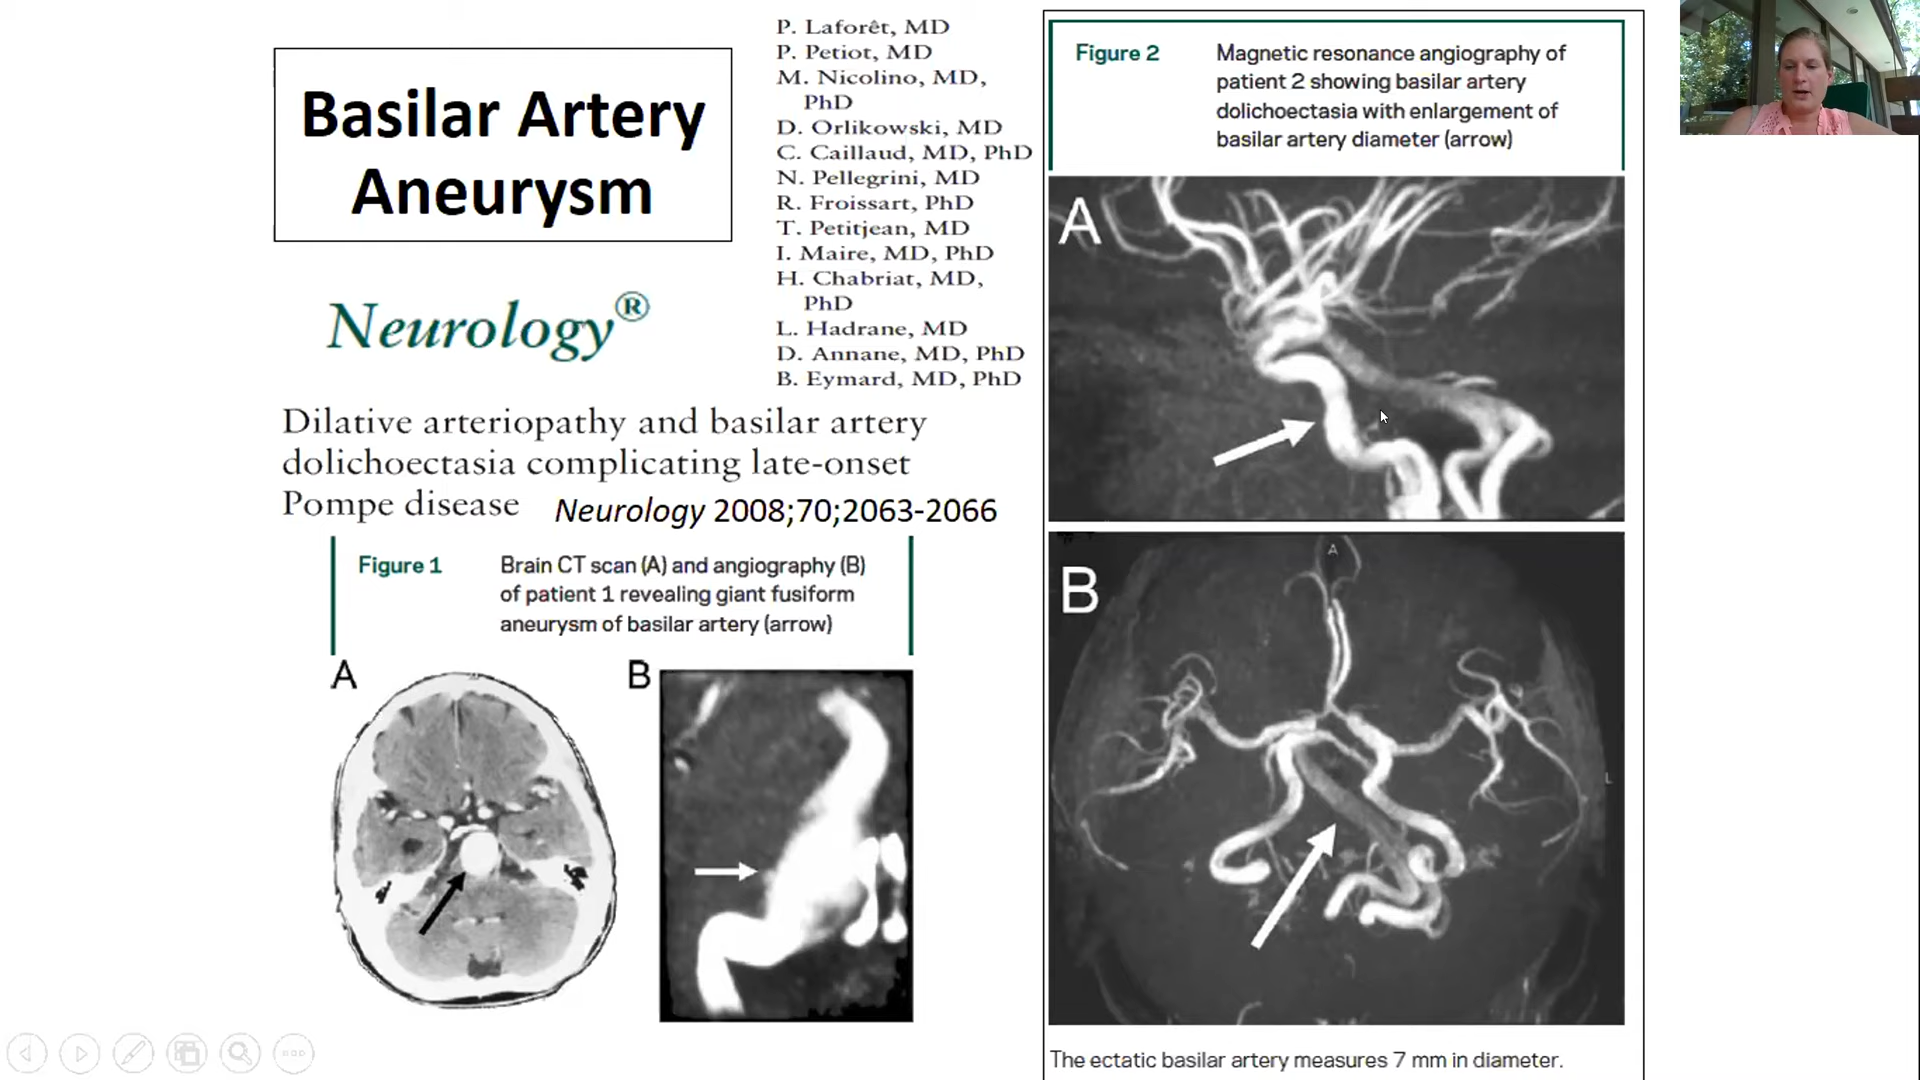 Basilar Artery
Aneurysm
Neurology®
P. Laforêt, MD
P. Petiot, MD
M. Nicolino, MD,
PhD
D. Orlikowski, MD
C. Caillaud, MD, PhD
N. Pellegrini, MD
R. Froissart, PhD
T. Petitjean, MD
I. Maire, MD, PhD
H. Chabriat, MD,
PhD
L. Hadrane, MD
D. Annane, MD, PhD
B. Eymard, MD, PhD
Dilative arteriopathy and basilar artery
dolichoectasia complicating late-onset
Pompe disease
Neurology 2008;70;2063-2066
Figure 1
Brain CT scan (A) and angiography (B)
of patient 1 revealing giant fusiform
aneurysm of basilar artery (arrow)
A
B
Figure 2
Magnetic resonance angiography of
patient 2 showing basilar artery
dolichoectasia with enlargement of
basilar artery diameter (arrow)
A
B
A
L
The ectatic basilar artery measures 7 mm in diameter.